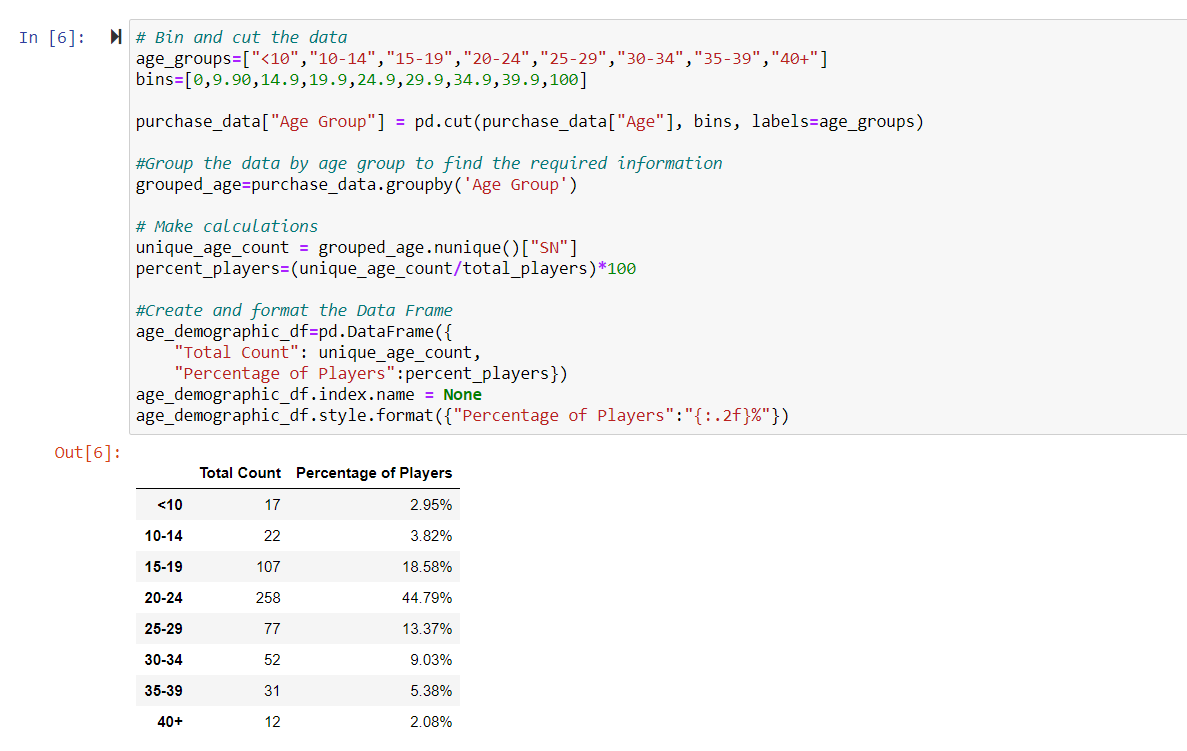 In [6]:
# Bin and cut the data
age_groups=["<10","10-14","15-19","20-24","25-29","30-34","35-39","40+"]
bins=[0,9.90,14.9,19.9,24.9,29.9,34.9,39.9,100]
purchase_data["Age Group"] = pd.cut(purchase_data["Age"], bins, labels=age_groups)
#Group the data by age group to find the required information
grouped_age=purchase_data.groupby('Age Group')
# Make calculations
unique_age_count = grouped_age.nunique()["SN"]
percent_players=(unique_age_count/total_players)*100
#Create and format the Data Frame
age_demographic_df=pd.DataFrame({
    "Total Count": unique_age_count,
    "Percentage of Players":percent_players})
age_demographic_df.index.name = None
age_demographic_df.style.format({"Percentage of Players":"{:.2f}%"})
Out[6]:
Total Count Percentage of Players
<10 17 2.95%
10-14 22 3.82%
15-19 107 18.58%
20-24 258 44.79%
25-29 77 13.37%
30-34 52 9.03%
35-39 31 5.38%
40+ 12 2.08%